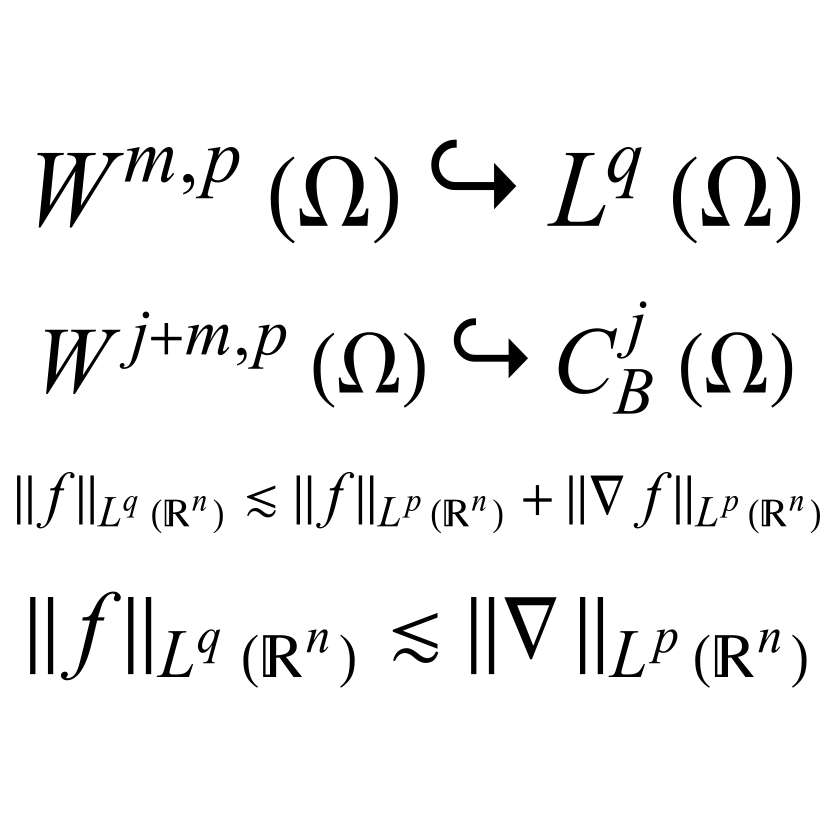 W^{m,p} (Ω) ↪ L^q (Ω)
W^{j+m,p} (Ω) ↪ C_B^j (Ω)
‖f‖_{L^q (ℝ^n)} ≲ ‖f‖_{L^p (ℝ^n)} + ‖∇ f‖_{L^p (ℝ^n)}
‖f‖_{L^q (ℝ^n)} ≲ ‖∇ ‖_{L^p (ℝ^n)}